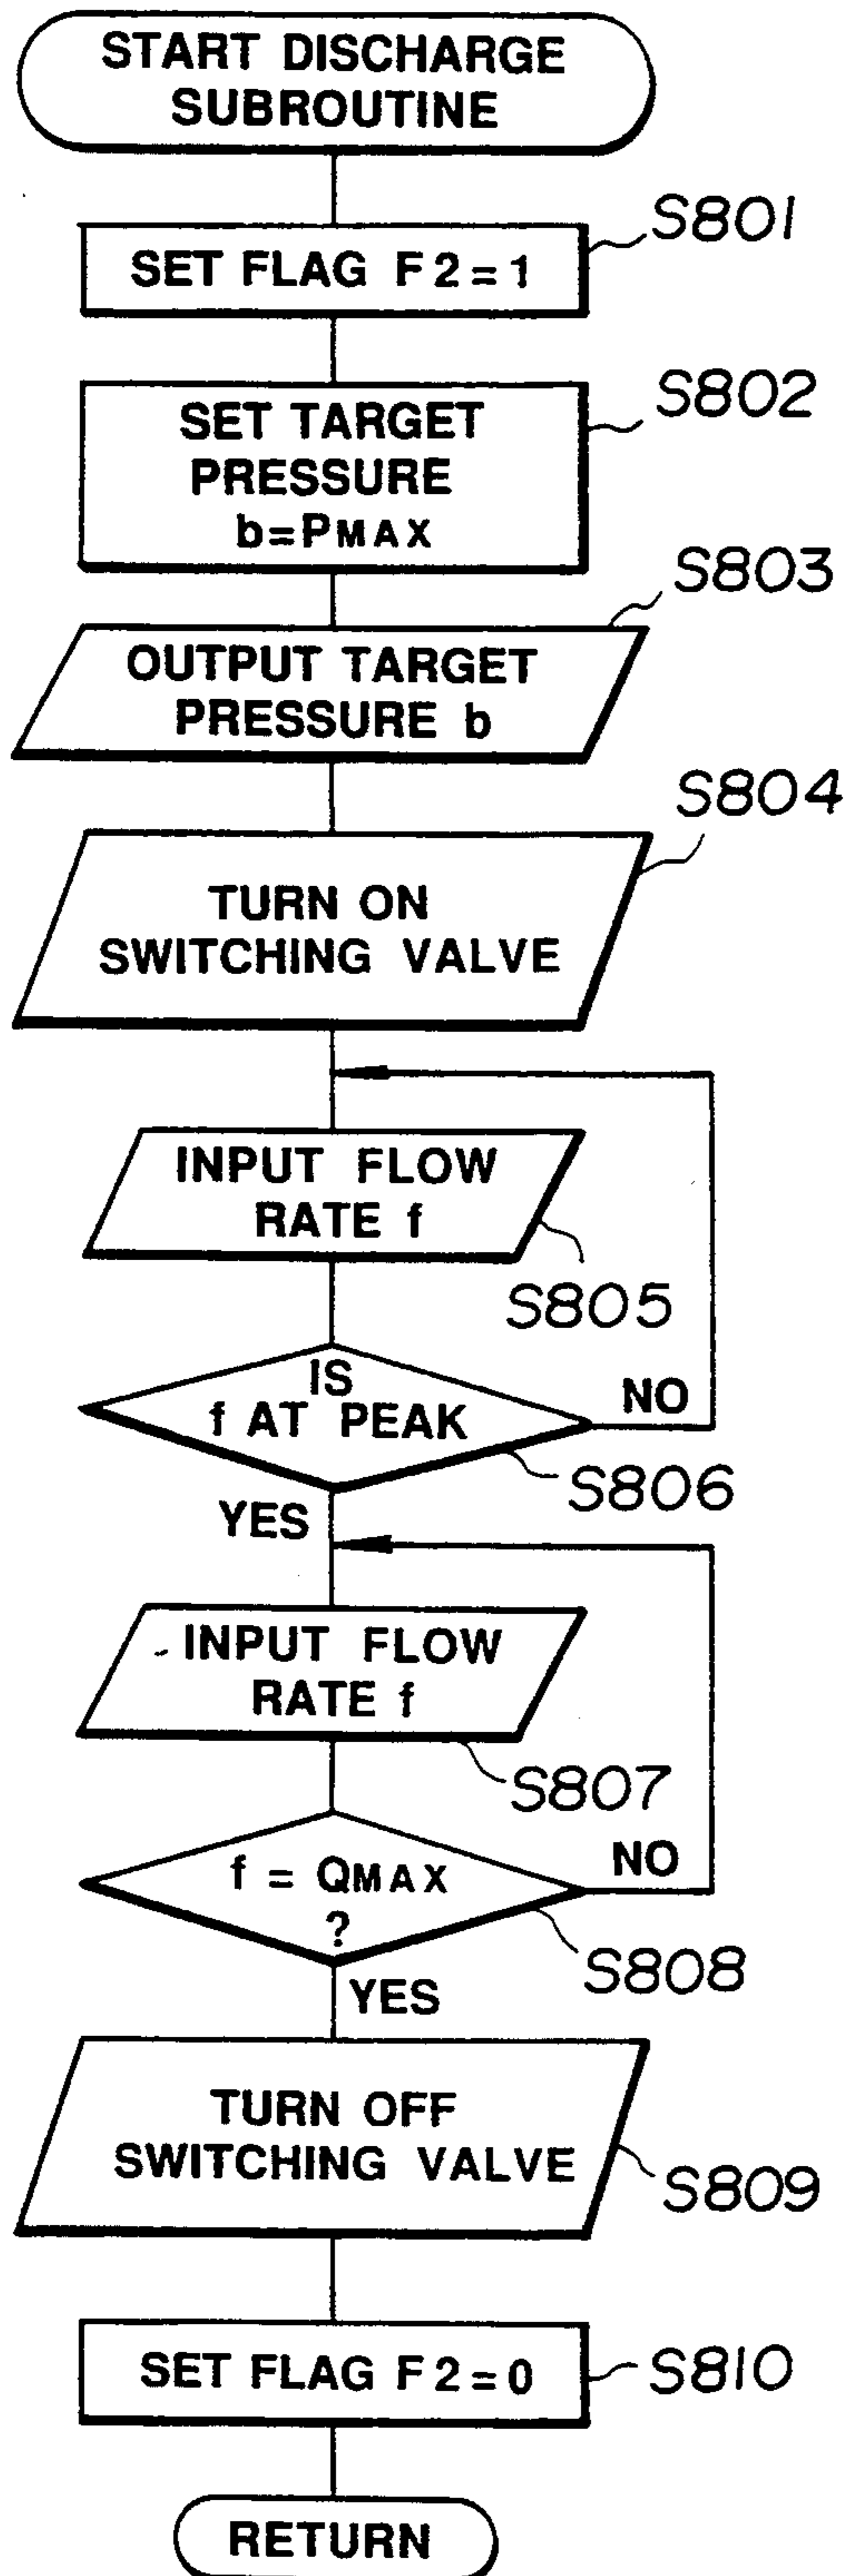 START DISCHARGE
SUBROUTINE
S801
SET FLAG F2=1
S802
SET TARGET
PRESSURE
b=PMAX
S803
OUTPUT TARGET
PRESSURE b
S804
TURN ON
SWITCHING VALVE
INPUT FLOW
RATE f
S805
IS
f AT PEAK
NO
S806
YES
INPUT FLOW
RATE f
S807
f = QMAX
?
NO
S808
YES
TURN OFF
SWITCHING VALVE
S809
SET FLAG F2=0
S810
RETURN